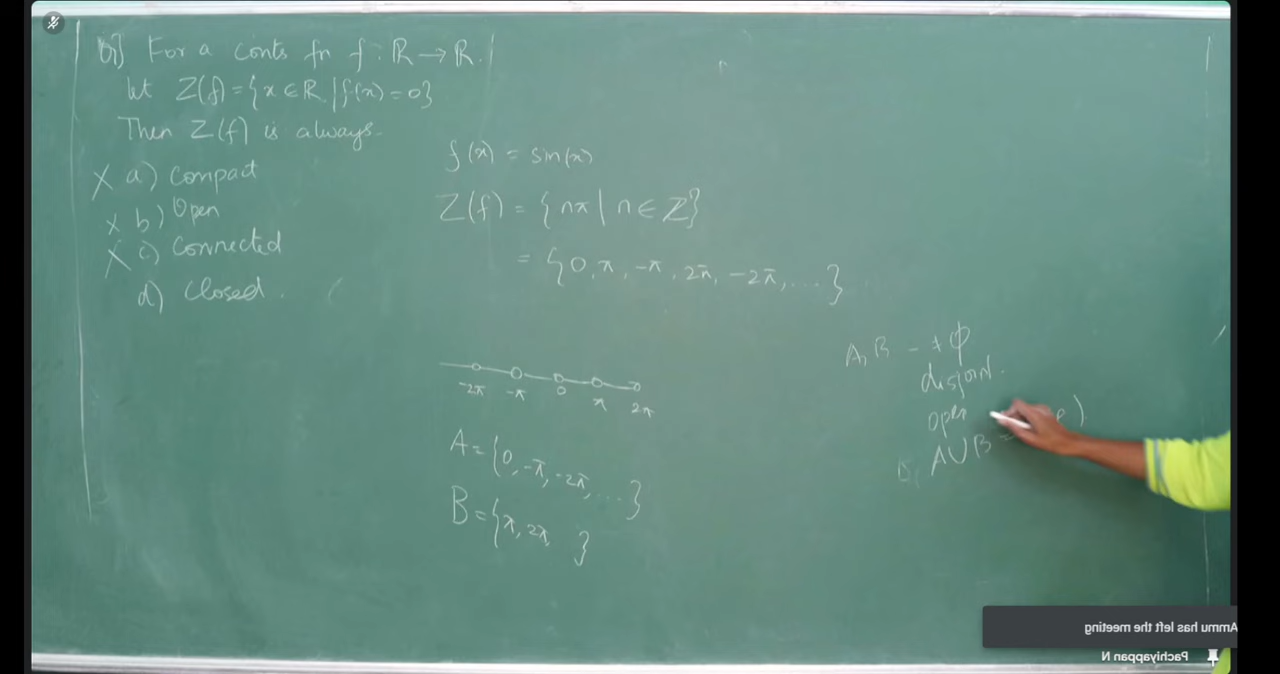 Q] For a conts fn f : R → R.
let Z(f) = {x ∈ R | f(x) = 0}
Then Z(f) is always.
X a) Compact
X b) Open
X c) Connected
d) Closed.
f(x) = sin(x)
Z(f) = {nπ | n ∈ Z}
= {0, π, -π, 2π, -2π, ... }
-2π -π 0 π 2π
A = {0, -π, -2π, ... }
B = {π, 2π, }
A, B - ≠ φ
disjoint.
open
A ∪ B =
Ammu has left the meeting
Pachiyappan N